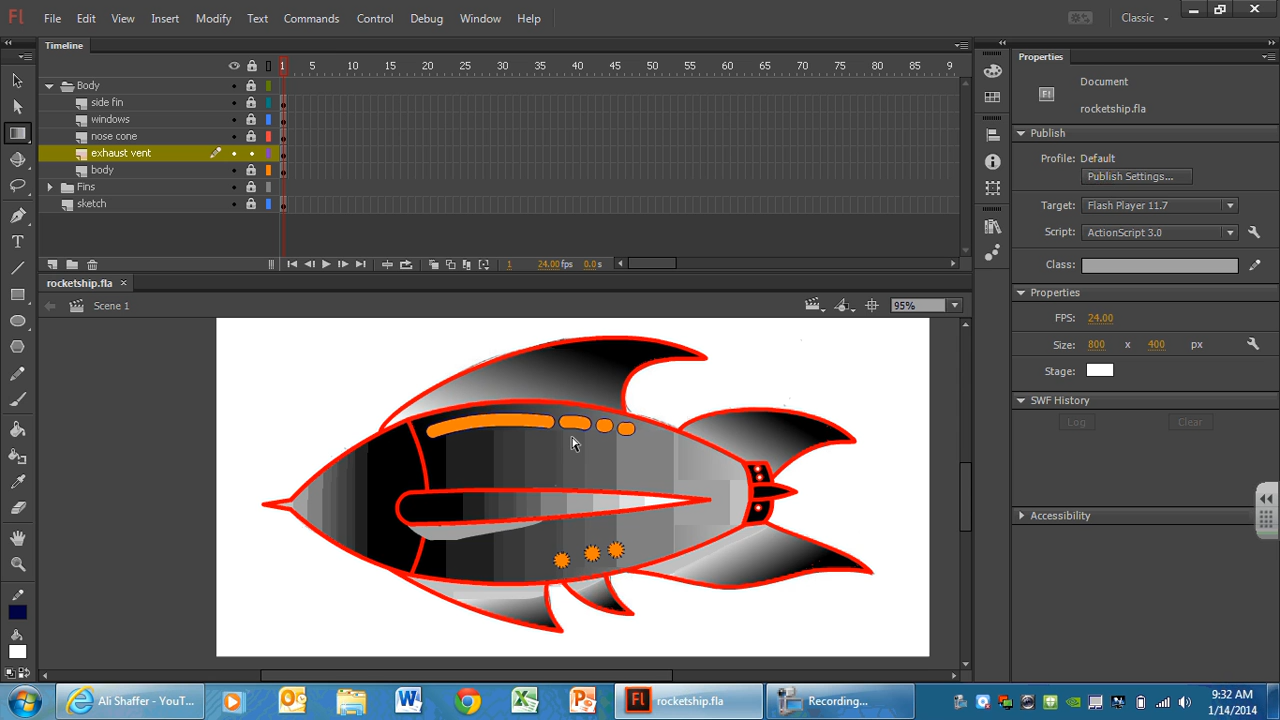 Fl File Edit View Insert Modify Text Commands Control Debug Window Help Classic
Timeline
1 5 10 15 20 25 30 35 40 45 50 55 60 65 70 75 80 85 9
Body
side fin
windows
nose cone
exhaust vent
body
Fins
sketch
1 24.00 fps 0.0 s
rocketship.fla ×
Scene 1 95%
Properties
Document
Fl rocketship.fla
Publish
Profile: Default
Publish Settings...
Target: Flash Player 11.7
Script: ActionScript 3.0
Class:
Properties
FPS: 24.00
Size: 800 x 400 px
Stage:
SWF History
Log Clear
Accessibility
Ali Shaffer - YouT... Fl rocketship.fla Recording...
9:32 AM
1/14/2014